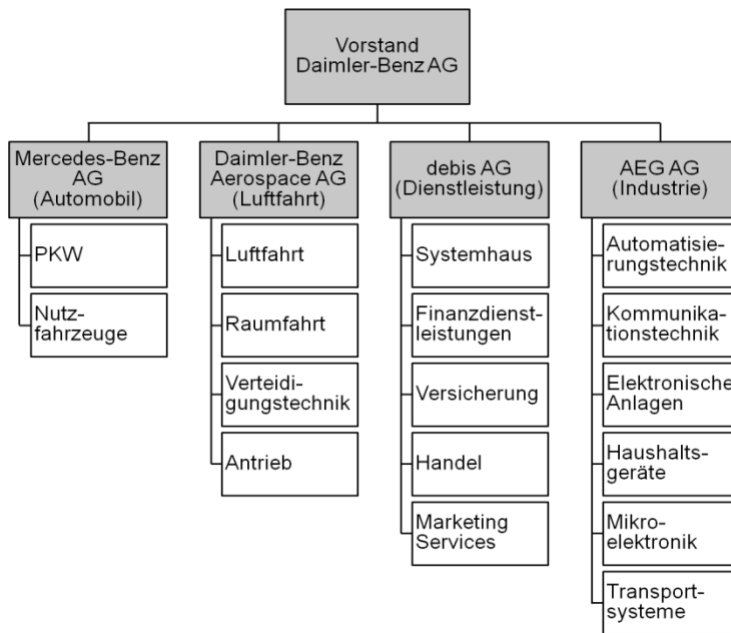 Vorstand
Daimler-Benz AG
Mercedes-Benz
AG
(Automobil)
PKW
Nutz-
fahrzeuge
Daimler-Benz
Aerospace AG
(Luftfahrt)
Luftfahrt
Raumfahrt
Verteidi-
gungstechnik
Antrieb
debis AG
(Dienstleistung)
Systemhaus
Finanzdienst-
leistungen
Versicherung
Handel
Marketing
Services
AEG AG
(Industrie)
Automatisie-
rungstechnik
Kommunika-
tionstechnik
Elektronische
Anlagen
Haushalts-
geräte
Mikro-
elektronik
Transport-
systeme